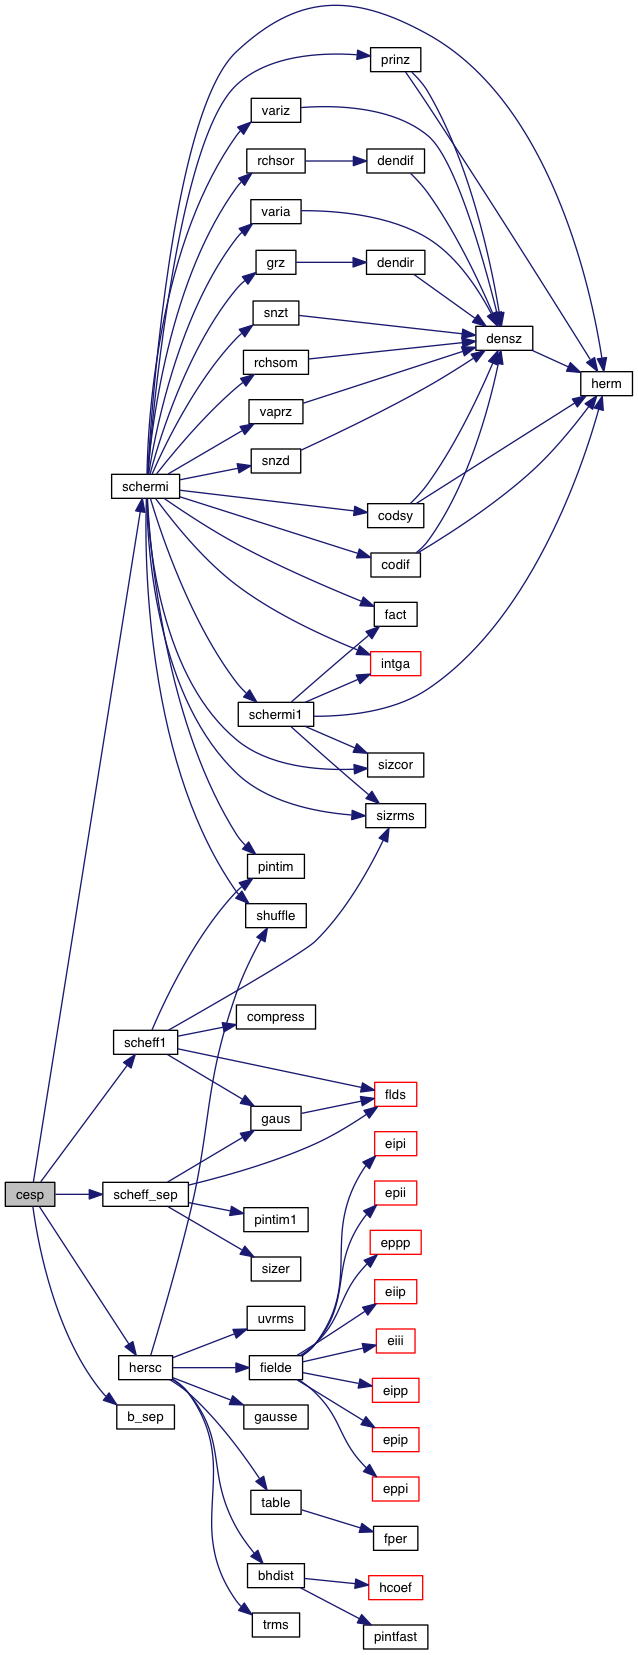 prinz
variz
rchsor
dendif
varia
grz
dendir
snzt
densz
rchsom
herm
vaprz
snzd
schermi
codsy
codif
fact
intga
schermi1
sizcor
sizrms
pintim
shuffle
compress
scheff1
flds
gaus
eipi
cesp
scheff_sep
epii
pintim1
eppp
sizer
eiip
uvrms
eiii
hersc
fielde
eipp
b_sep
gausse
epip
eppi
table
fper
bhdist
hcoef
trms
pintfast